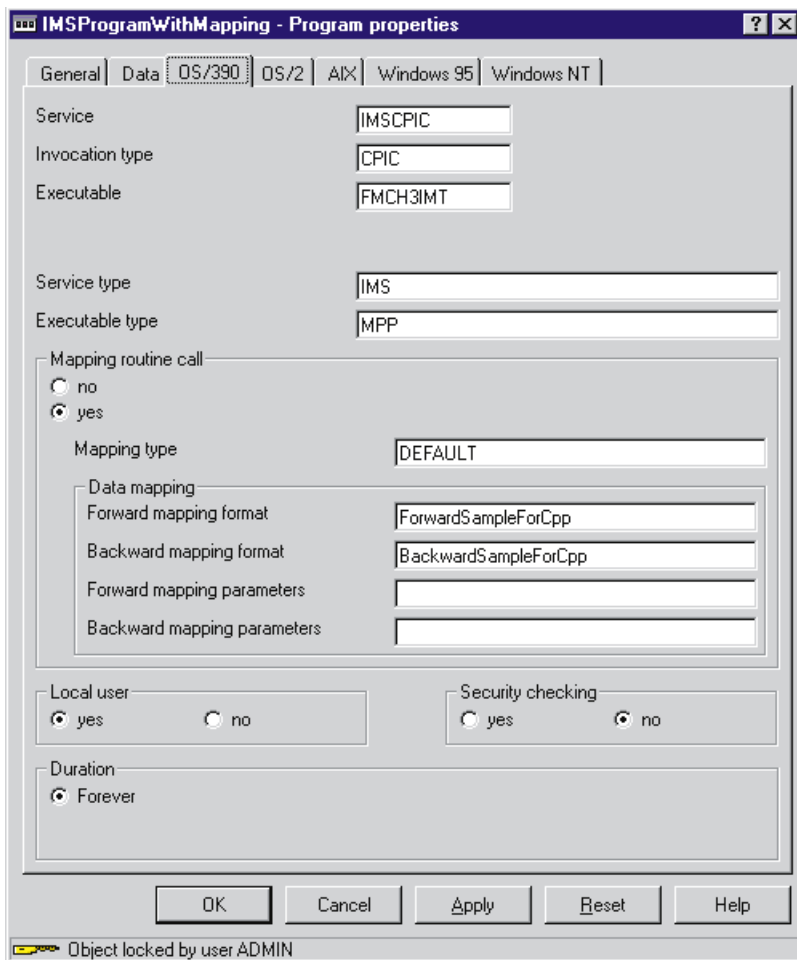 IMSProgramWithMapping - Program properties
General Data OS/390 OS/2 AIX Windows 95 Windows NT
Service IMSCPIC
Invocation type CPIC
Executable FMCH3IMT
Service type IMS
Executable type MPP
Mapping routine call
no
yes
Mapping type DEFAULT
Data mapping
Forward mapping format ForwardSampleForCpp
Backward mapping format BackwardSampleForCpp
Forward mapping parameters
Backward mapping parameters
Local user Security checking
yes no yes no
Duration
Forever
OK Cancel Apply Reset Help
Object locked by user ADMIN